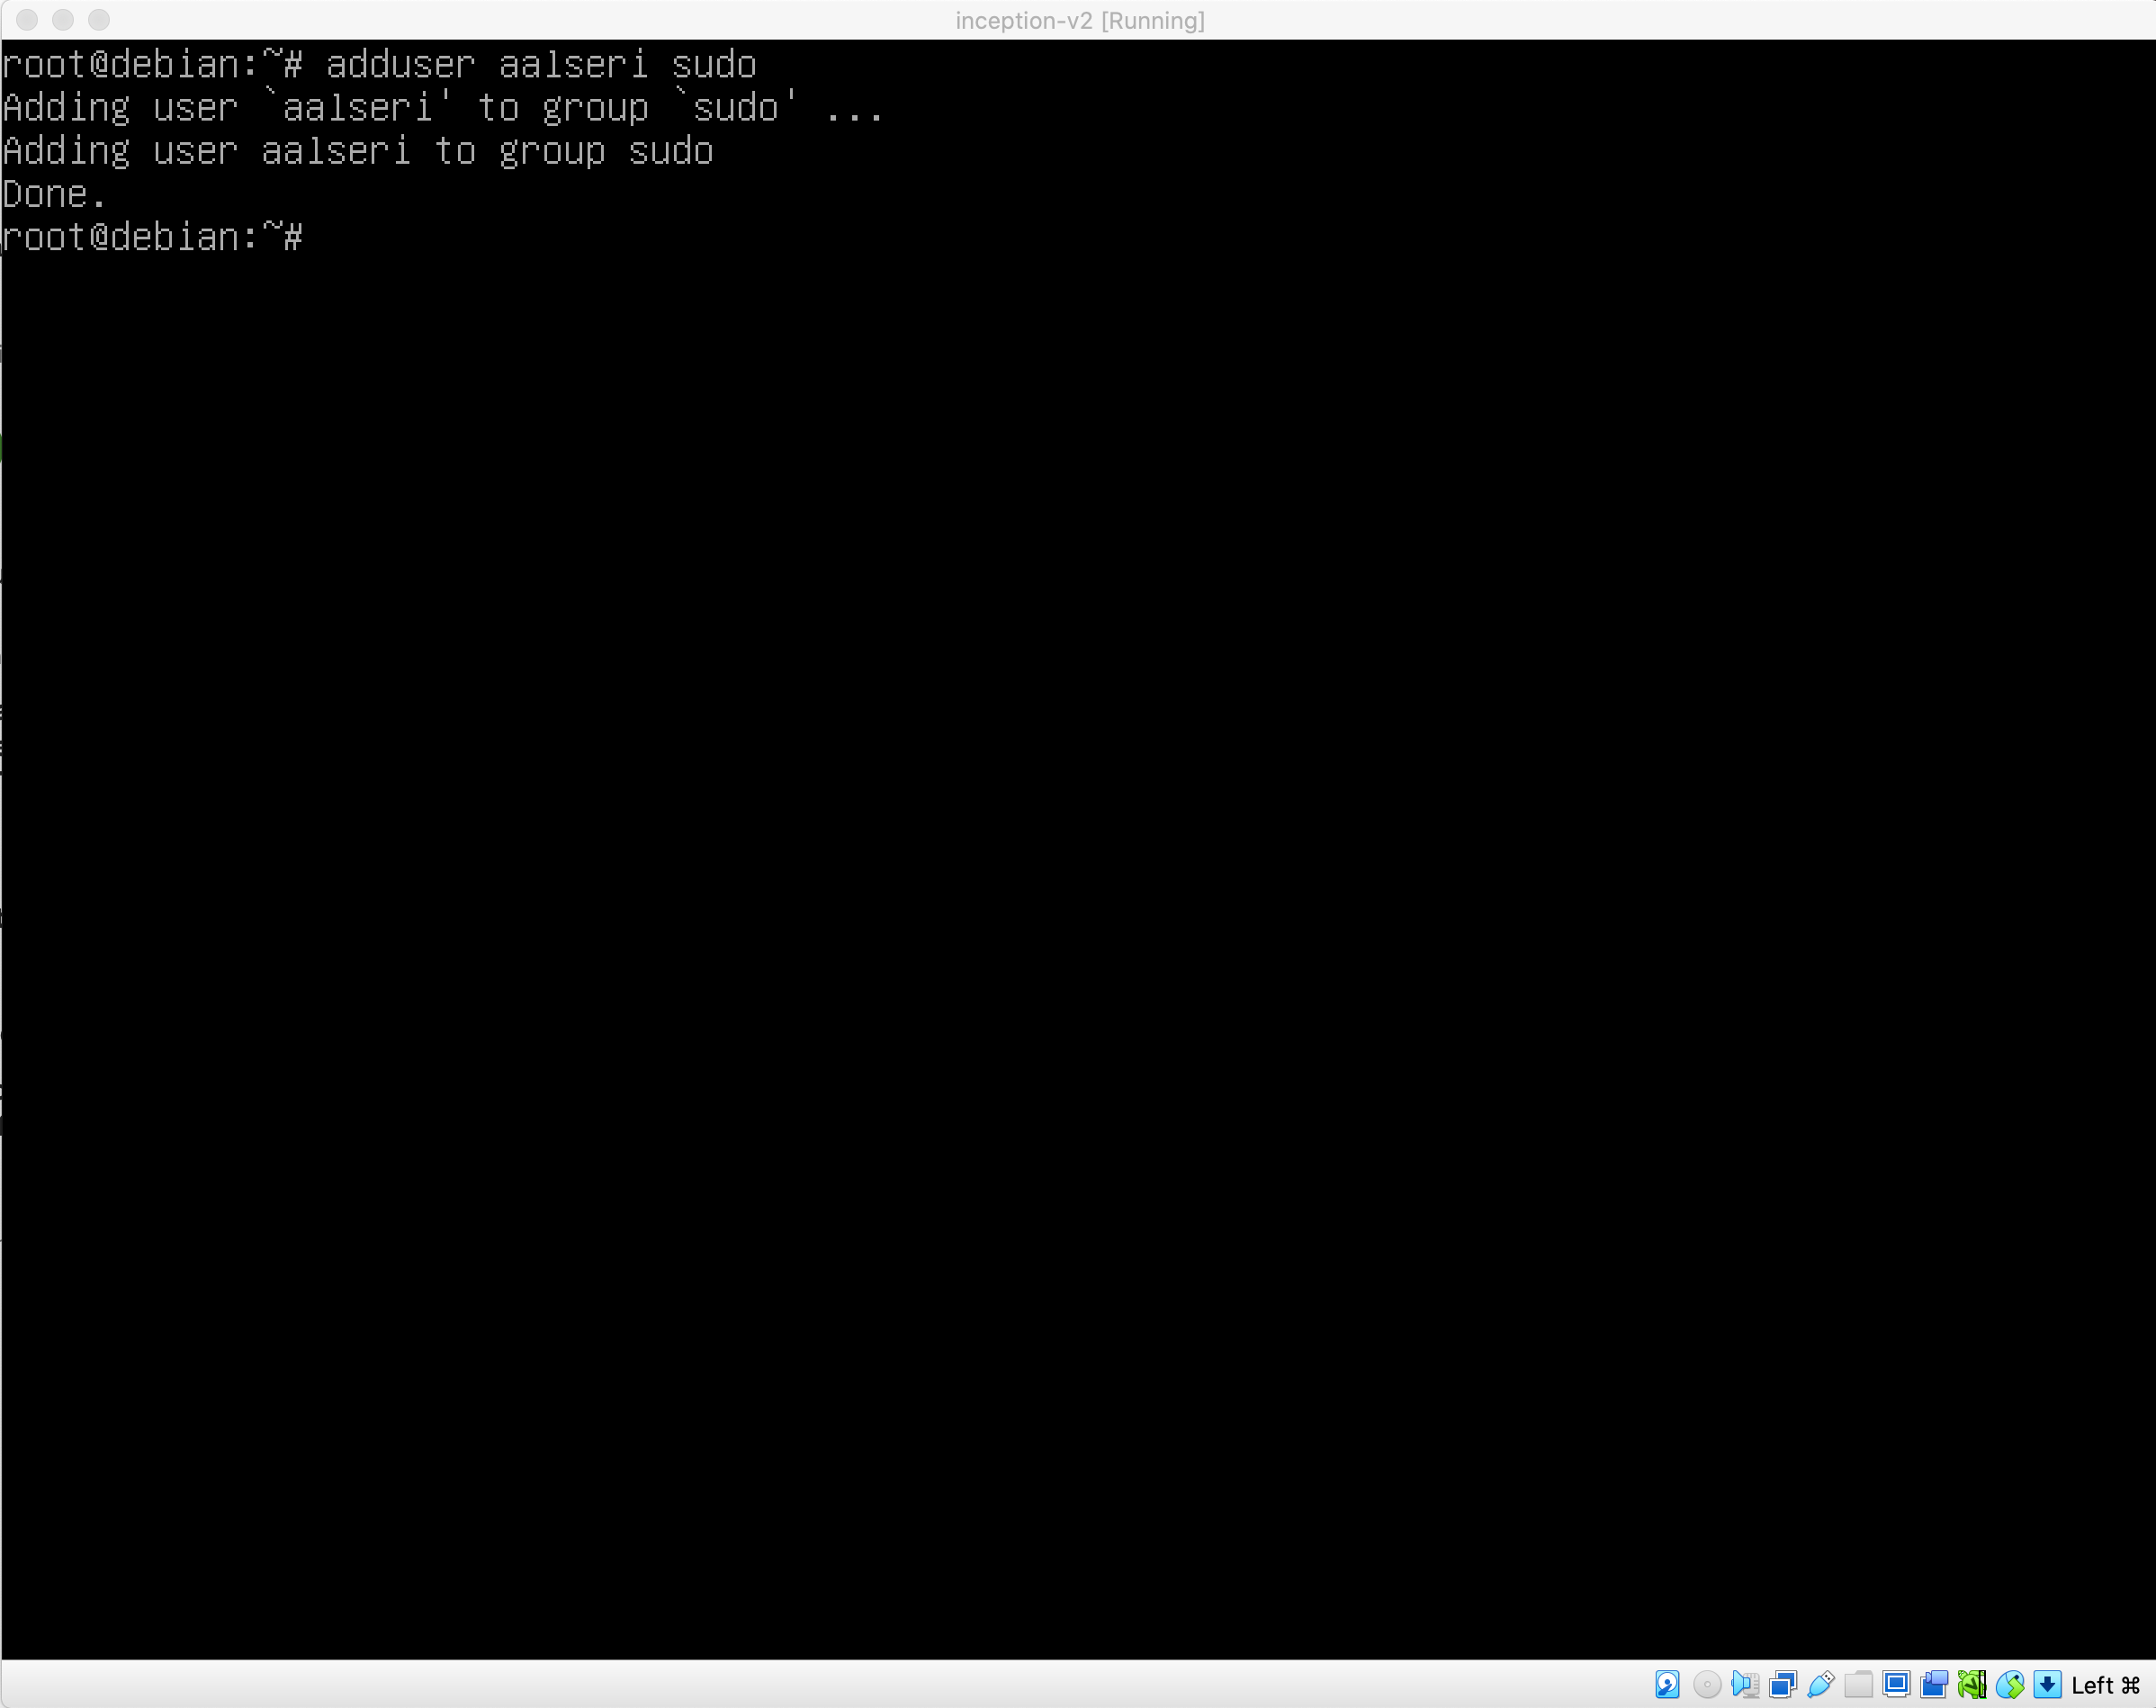 inception-v2 [Running]
root@debian:~# adduser aalseri sudo
Adding user `aalseri' to group `sudo' ...
Adding user aalseri to group sudo
Done.
root@debian:~#
Left ⌘